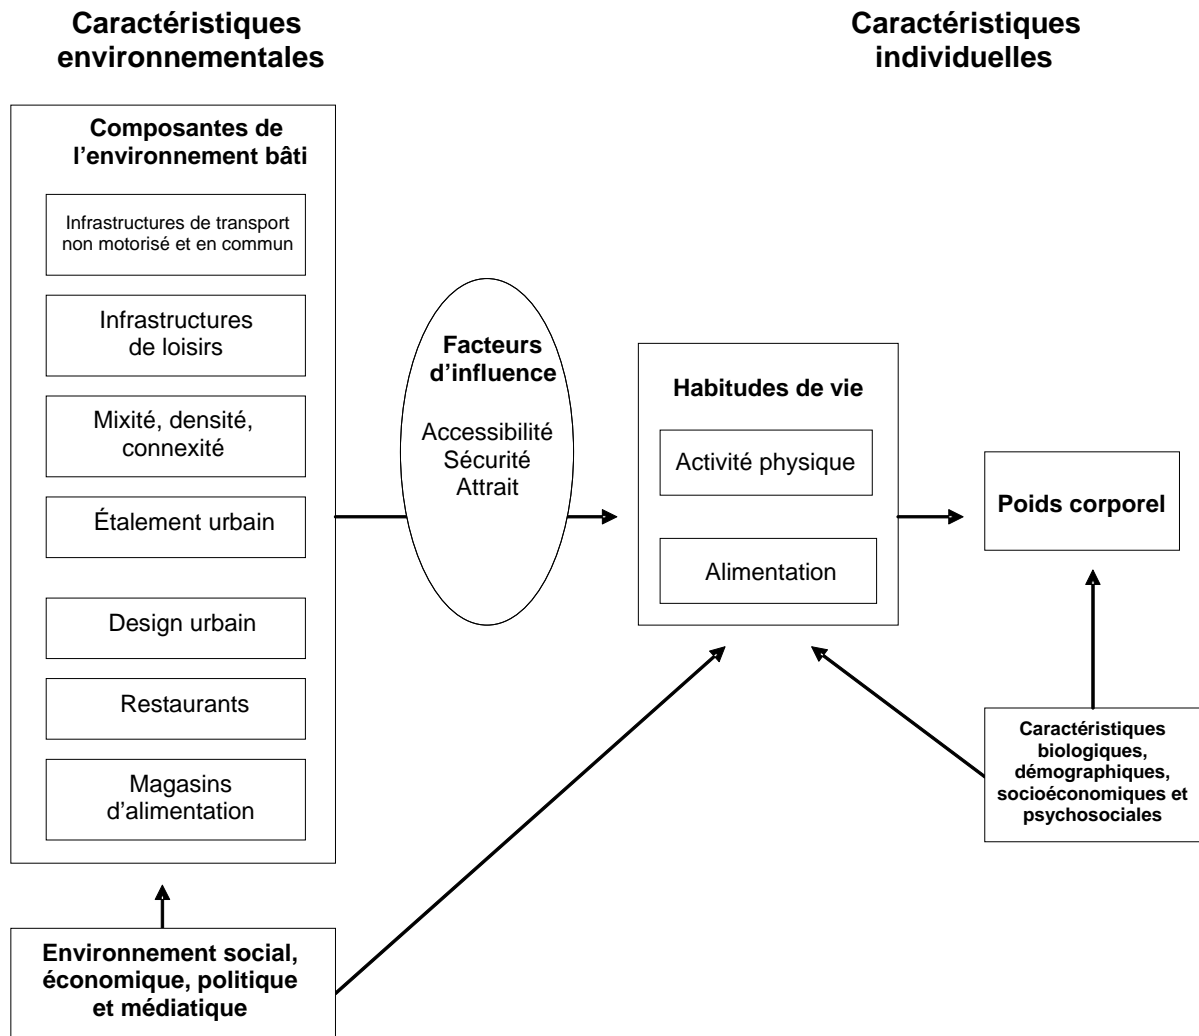 Caractéristiques
environnementales
Caractéristiques
individuelles
Composantes de
l'environnement bâti
Infrastructures de transport
non motorisé et en commun
Infrastructures
de loisirs
Mixité, densité,
connexité
Étalement urbain
Design urbain
Restaurants
Magasins
d'alimentation
Environnement social,
économique, politique
et médiatique
Facteurs
d'influence
Accessibilité
Sécurité
Attrait
Habitudes de vie
Activité physique
Alimentation
Poids corporel
Caractéristiques
biologiques,
démographiques,
socioéconomiques et
psychosociales